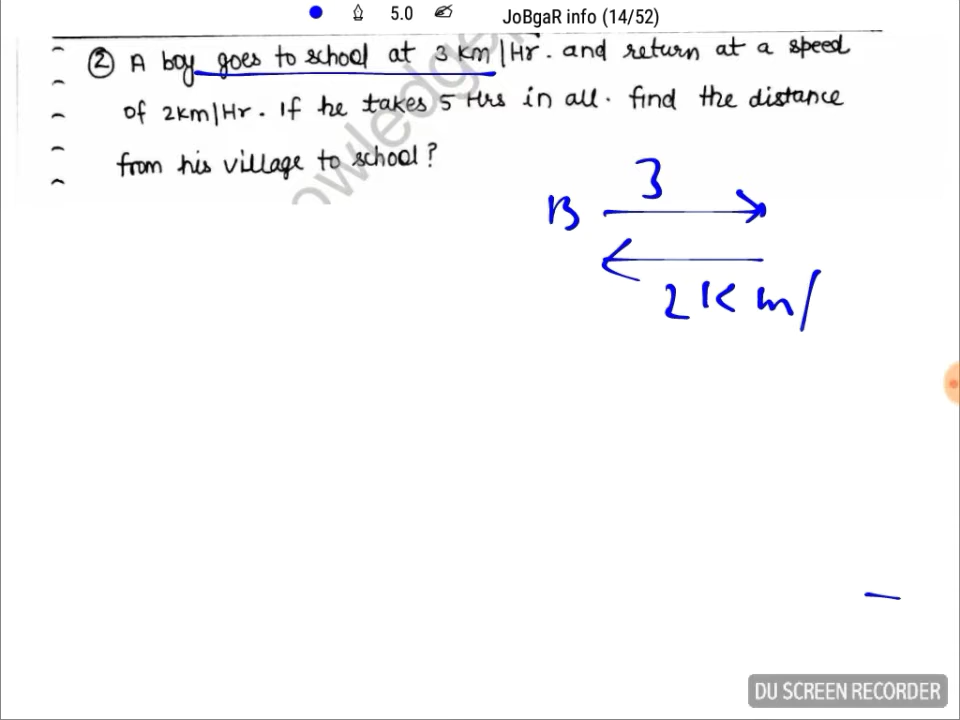 5.0 JoBgaR info (14/52)
② A boy goes to school at 3 km/Hr. and return at a speed
of 2km/Hr. If he takes 5 Hrs in all. find the distance
from his village to school?
3
B
2 Km/
DU SCREEN RECORDER